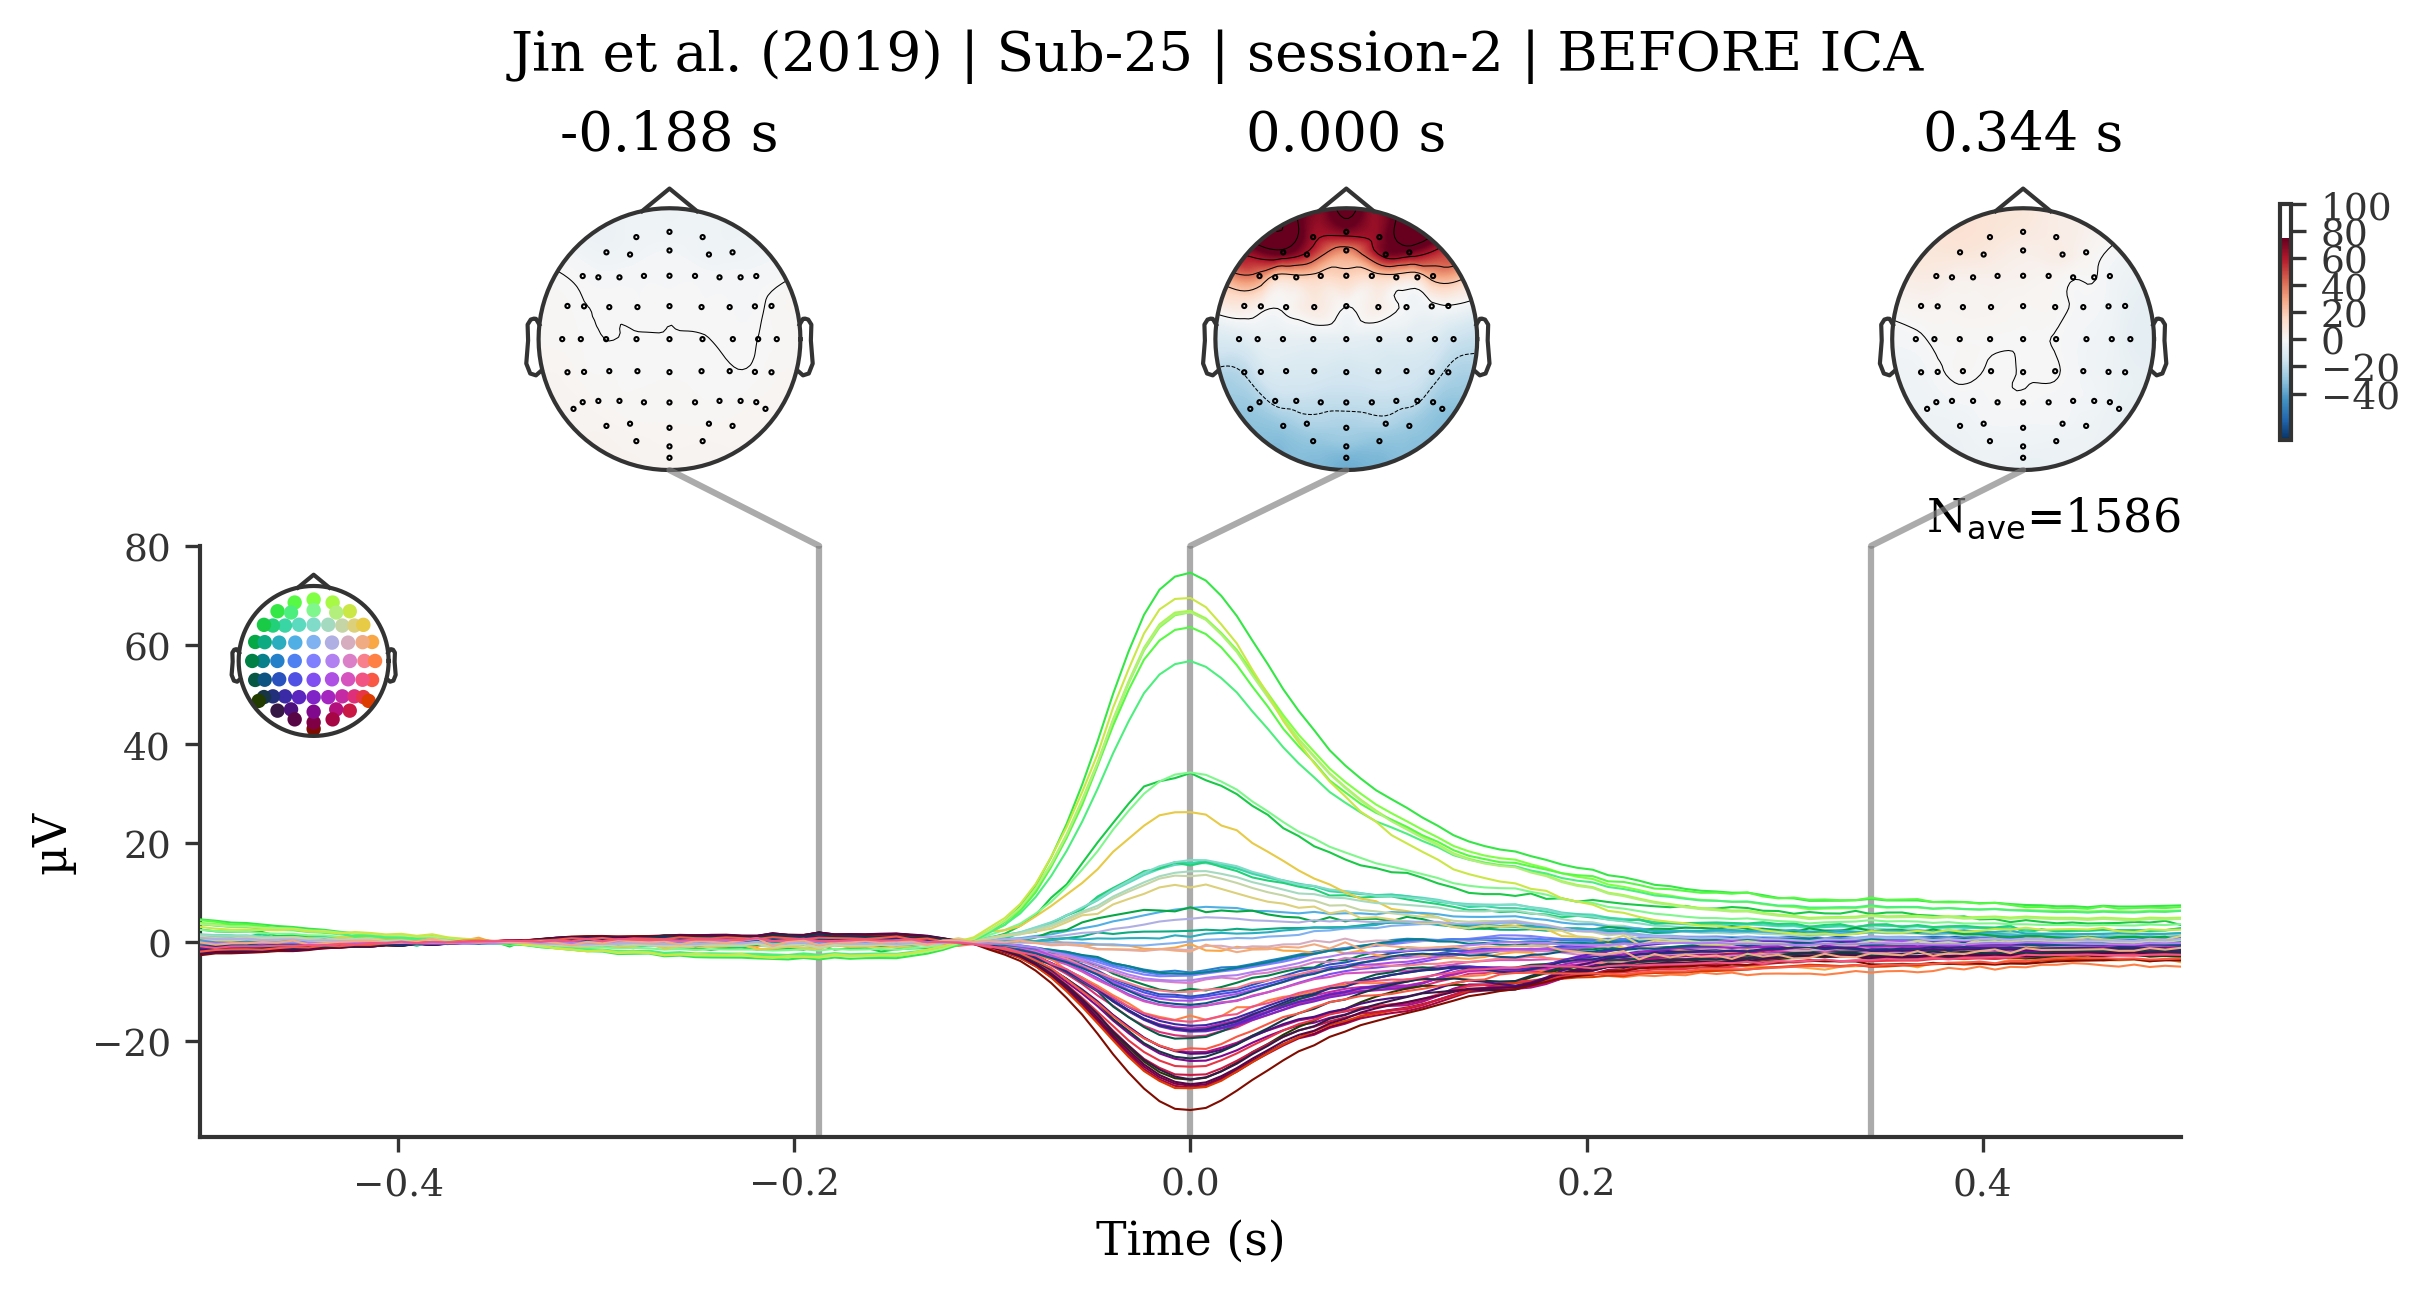 Jin et al. (2019) | Sub-25 | session-2 | BEFORE ICA
-0.188 s
0.000 s
0.344 s
100
80
60
40
20
0
−20
−40
Nave=1586
80
60
40
20
0
−20
µV
−0.4
−0.2
0.0
0.2
0.4
Time (s)